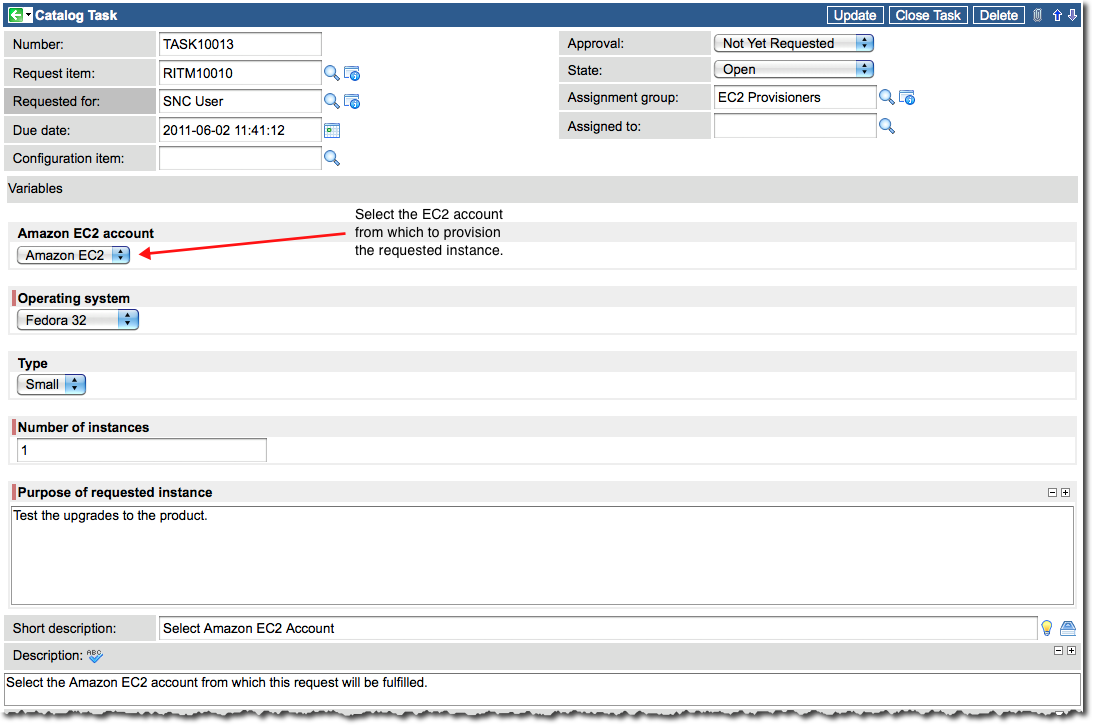 Catalog Task Update Close Task Delete
Number: TASK10013 Approval: Not Yet Requested
Request item: RITM10010 State: Open
Requested for: SNC User Assignment group: EC2 Provisioners
Due date: 2011-06-02 11:41:12 Assigned to:
Configuration item:
Variables
Select the EC2 account
from which to provision
the requested instance.
Amazon EC2 account
Amazon EC2
Operating system
Fedora 32
Type
Small
Number of instances
1
Purpose of requested instance
Test the upgrades to the product.
Short description: Select Amazon EC2 Account
Description: ABC
Select the Amazon EC2 account from which this request will be fulfilled.